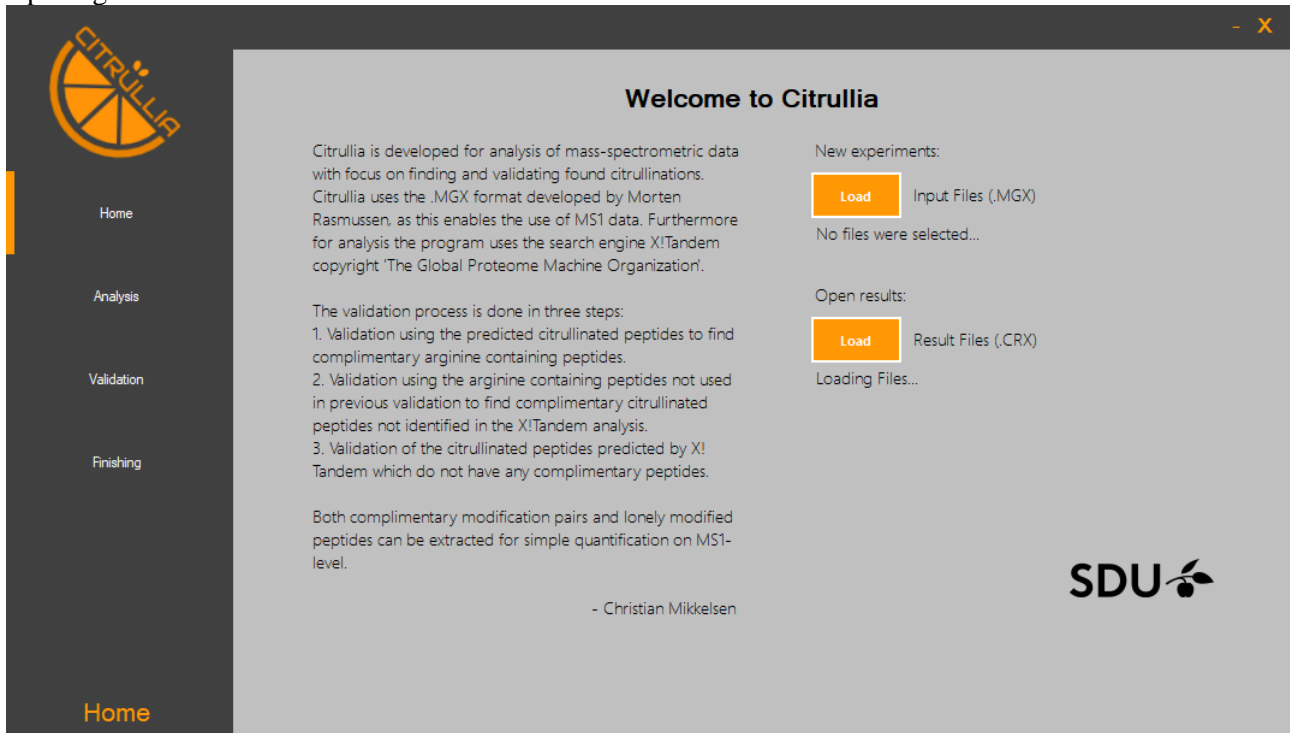 CITRULLIA
- X
Home
Analysis
Validation
Finishing
Home
Welcome to Citrullia
Citrullia is developed for analysis of mass-spectrometric data
with focus on finding and validating found citrullinations.
Citrullia uses the .MGX format developed by Morten
Rasmussen, as this enables the use of MS1 data. Furthermore
for analysis the program uses the search engine X!Tandem
copyright 'The Global Proteome Machine Organization'.
The validation process is done in three steps:
1. Validation using the predicted citrullinated peptides to find
complimentary arginine containing peptides.
2. Validation using the arginine containing peptides not used
in previous validation to find complimentary citrullinated
peptides not identified in the X!Tandem analysis.
3. Validation of the citrullinated peptides predicted by X!
Tandem which do not have any complimentary peptides.
Both complimentary modification pairs and lonely modified
peptides can be extracted for simple quantification on MS1-
level.
- Christian Mikkelsen
New experiments:
Load Input Files (.MGX)
No files were selected...
Open results:
Load Result Files (.CRX)
Loading Files...
SDU